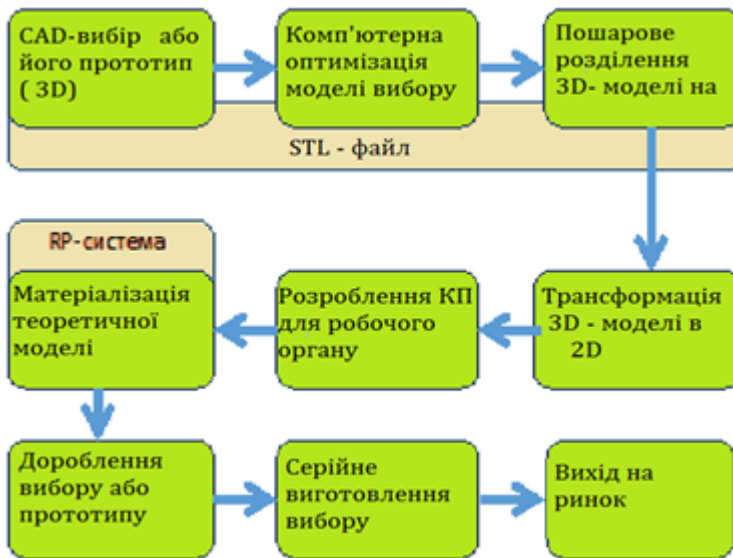 CAD-вибір або
його прототип
( 3D)
Комп'ютерна
оптимізація
моделі вибору
Пошарове
розділення
3D- моделі на
STL - файл
RP-система
Матеріалізація
теоретичної
моделі
Розроблення КП
для робочого
органу
Трансформація
3D - моделі в
2D
Дороблення
вибору або
прототипу
Серійне
виготовлення
вибору
Вихід на
ринок